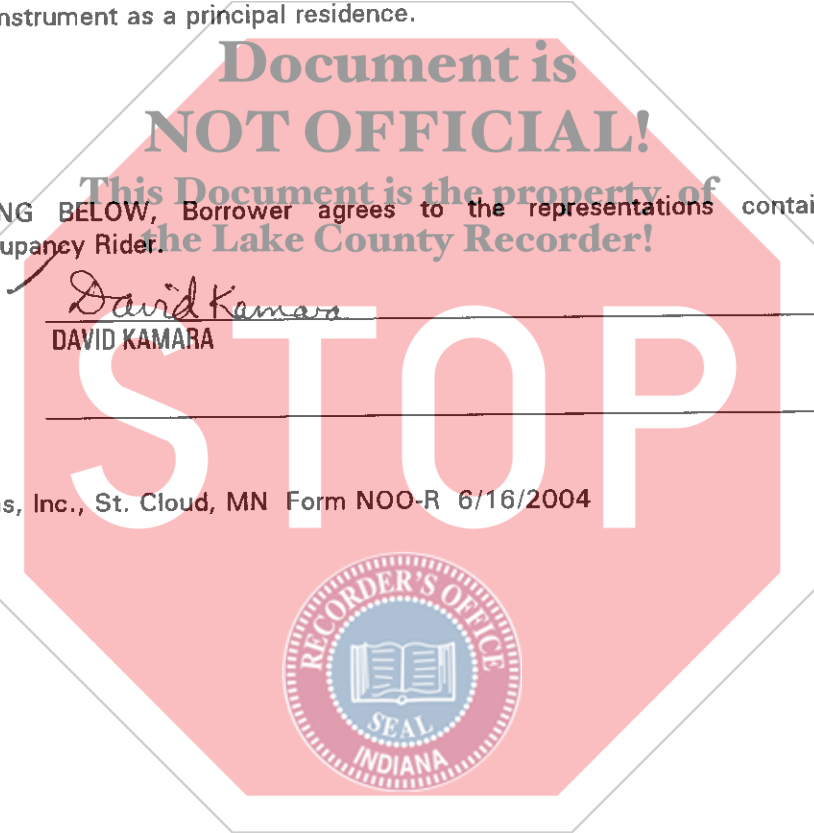 nstrument as a principal residence.
Document is
NOT OFFICIAL!
This Document is the property of
NG BELOW, Borrower agrees to the representations contai
the Lake County Recorder!
upancy Rider.
David Kamara
DAVID KAMARA
STOP
s, Inc., St. Cloud, MN Form NOO-R 6/16/2004
RECORDER'S OFFICE
SEAL
INDIANA